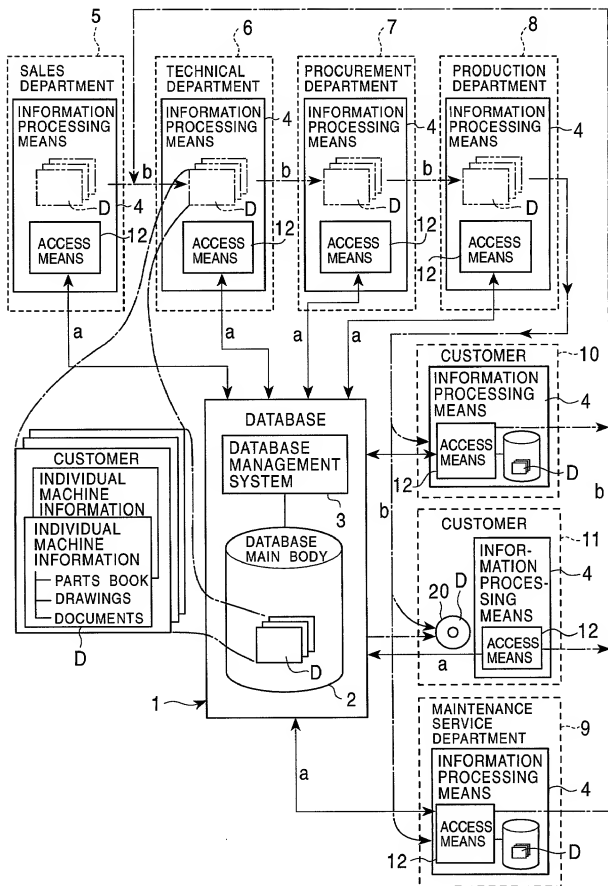 5
6
7
8
SALES
DEPARTMENT
TECHNICAL
DEPARTMENT
PROCUREMENT
DEPARTMENT
PRODUCTION
DEPARTMENT
INFORMATION
PROCESSING
MEANS
INFORMATION
PROCESSING
MEANS
INFORMATION
PROCESSING
MEANS
INFORMATION
PROCESSING
MEANS
4
4
4
b
b
b
D
4
D
D
D
12
ACCESS
MEANS
12
ACCESS
MEANS
12
ACCESS
MEANS
12
ACCESS
MEANS
a
a
a
a
CUSTOMER
10
INFORMATION
PROCESSING
MEANS
4
ACCESS
MEANS
12
D
DATABASE
DATABASE
MANAGEMENT
SYSTEM
3
b
b
CUSTOMER
INDIVIDUAL
MACHINE
INFORMATION
INDIVIDUAL
MACHINE
INFORMATION
PARTS BOOK
DRAWINGS
DOCUMENTS
D
DATABASE
MAIN BODY
D
1
2
CUSTOMER
11
INFOR-
MATION
PROCES-
SING
MEANS
4
20
D
12
ACCESS
MEANS
a
MAINTENANCE
SERVICE
DEPARTMENT
9
INFORMATION
PROCESSING
MEANS
4
a
ACCESS
MEANS
12
D